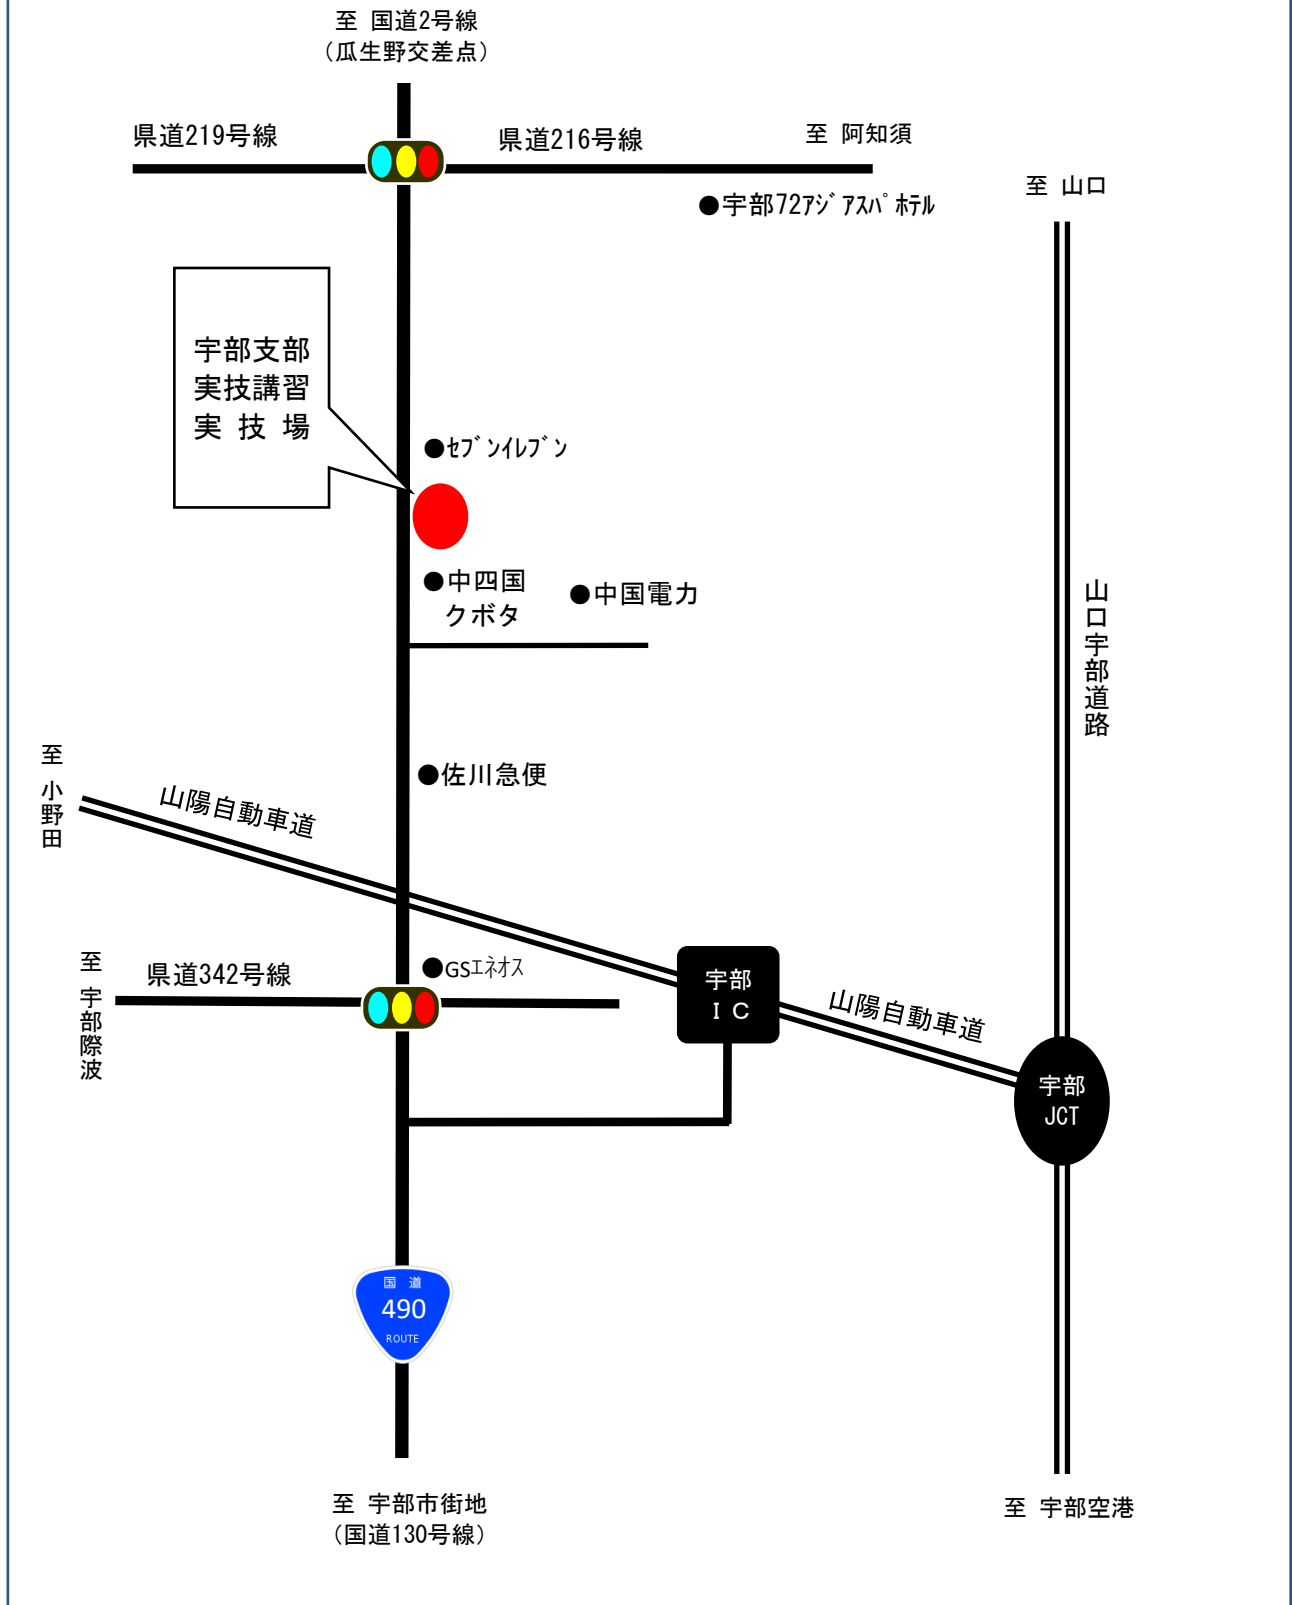 至 国道2号線
（瓜生野交差点）
県道219号線
県道216号線
至 阿知須
●宇部72ｱｼﾞｱｽﾊﾟﾎﾃﾙ
至 山口
宇部支部
実技講習
実 技 場
●ｾﾌﾞﾝｲﾚﾌﾞﾝ
●中四国
クボタ
●中国電力
山口宇部道路
●佐川急便
至 小野田
山陽自動車道
●GSｴﾈｵｽ
至 宇部際波
県道342号線
宇部
ＩＣ
山陽自動車道
宇部
JCT
国 道
490
ROUTE
至 宇部市街地
（国道130号線）
至 宇部空港